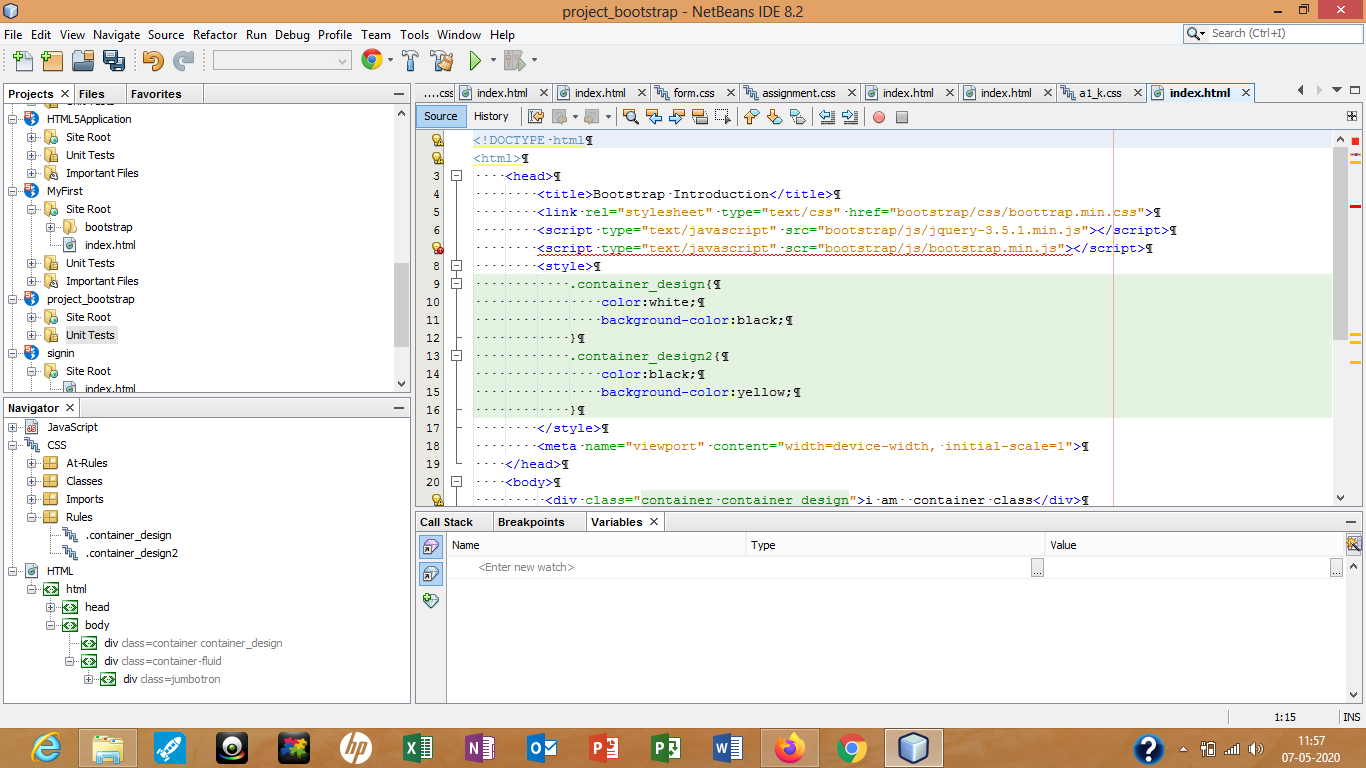 project_bootstrap - NetBeans IDE 8.2
File Edit View Navigate Source Refactor Run Debug Profile Team Tools Window Help
Search (Ctrl+I)
Projects Files Favorites
Unit Tests
HTML5Application
Site Root
Unit Tests
Important Files
MyFirst
Site Root
bootstrap
index.html
Unit Tests
Important Files
project_bootstrap
Site Root
Unit Tests
signin
Site Root
index.html
Navigator
JavaScript
CSS
At-Rules
Classes
Imports
Rules
.container_design
.container_design2
HTML
html
head
body
div class=container container_design
div class=container-fluid
div class=jumbotron
....css index.html index.html form.css assignment.css index.html index.html a1_k.css index.html
Source History
<!DOCTYPE·html¶
<html>¶
3 ····<head>¶
4 ········<title>Bootstrap·Introduction</title>¶
5 ········<link·rel="stylesheet"·type="text/css"·href="bootstrap/css/boottrap.min.css">¶
6 ········<script·type="text/javascript"·src="bootstrap/js/jquery-3.5.1.min.js"></script>¶
········<script·type="text/javascript"·scr="bootstrap/js/bootstrap.min.js"></script>¶
8 ········<style>¶
9 ············.container_design{¶
10 ················color:white;¶
11 ················background-color:black;¶
12 ············}¶
13 ············.container_design2{¶
14 ················color:black;¶
15 ················background-color:yellow;¶
16 ············}¶
17 ········</style>¶
18 ········<meta·name="viewport"·content="width=device-width,·initial-scale=1">¶
19 ····</head>¶
20 ····<body>¶
·········<div·class="container·container_design">i·am··container·class</div>¶
Call Stack Breakpoints Variables
Name Type Value
<Enter new watch> ... ...
1:15 INS
11:57
07-05-2020